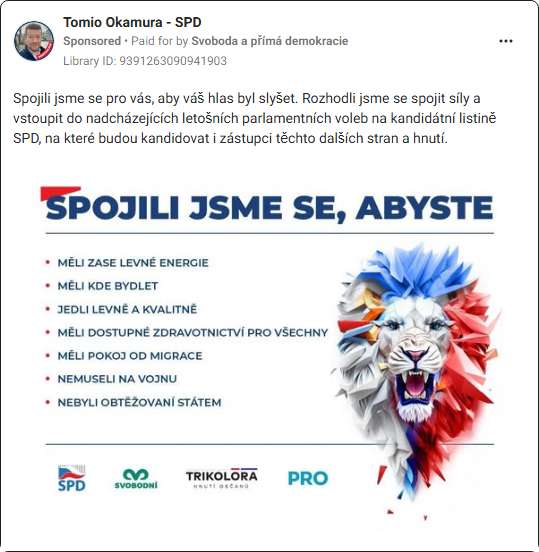 Tomio Okamura - SPD
Sponsored • Paid for by Svoboda a přímá demokracie
Library ID: 9391263090941903
Spojili jsme se pro vás, aby váš hlas byl slyšet. Rozhodli jsme se spojit síly a
vstoupit do nadcházejících letošních parlamentních voleb na kandidátní listině
SPD, na které budou kandidovat i zástupci těchto dalších stran a hnutí.
SPOJILI JSME SE, ABYSTE
• MĚLI ZASE LEVNÉ ENERGIE
• MĚLI KDE BYDLET
• JEDLI LEVNĚ A KVALITNĚ
• MĚLI DOSTUPNÉ ZDRAVOTNICTVÍ PRO VŠECHNY
• MĚLI POKOJ OD MIGRACE
• NEMUSELI NA VOJNU
• NEBYLI OBTĚŽOVANÍ STÁTEM
SPD
SVOBODNÍ
TRIKOLORA
HNUTÍ OBČANŮ
PRO